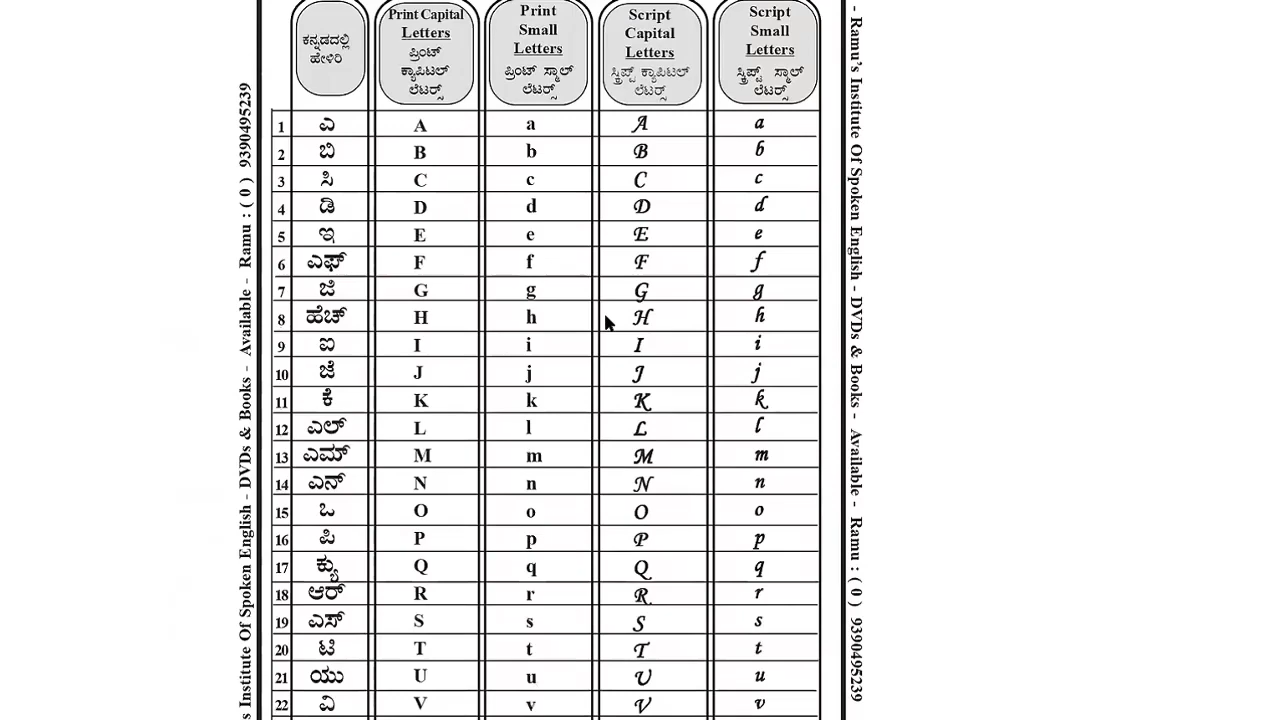 ಕನ್ನಡದಲ್ಲಿ
ಹೇಳಿರಿ
Print Capital
Letters
ಪ್ರಿಂಟ್
ಕ್ಯಾಪಿಟಲ್
ಲೆಟರ್ಸ್
Print
Small
Letters
ಪ್ರಿಂಟ್ ಸ್ಮಾಲ್
ಲೆಟರ್ಸ್
Script
Capital
Letters
ಸ್ಕ್ರಿಪ್ಟ್ ಕ್ಯಾಪಿಟಲ್
ಲೆಟರ್ಸ್
Script
Small
Letters
ಸ್ಕ್ರಿಪ್ಟ್ ಸ್ಮಾಲ್
ಲೆಟರ್ಸ್
1 ಎ A a A a
2 ಬಿ B b B b
3 ಸಿ C c C c
4 ಡಿ D d D d
5 ಇ E e E e
6 ಎಫ್ F f F f
7 ಜಿ G g G g
8 ಹೆಚ್ H h H h
9 ಐ I i I i
10 ಜೆ J j J j
11 ಕೆ K k K k
12 ಎಲ್ L l L l
13 ಎಮ್ M m M m
14 ಎನ್ N n N n
15 ಒ O o O o
16 ಪಿ P p P p
17 ಕ್ಯು Q q Q q
18 ಆರ್ R r R r
19 ಎಸ್ S s S s
20 ಟಿ T t T t
21 ಯು U u U u
22 ವಿ V v V v
s Institute Of Spoken English - DVDs & Books - Available - Ramu : ( 0 ) 9390495239
- Ramu's Institute Of Spoken English - DVDs & Books - Available - Ramu : ( 0 ) 9390495239